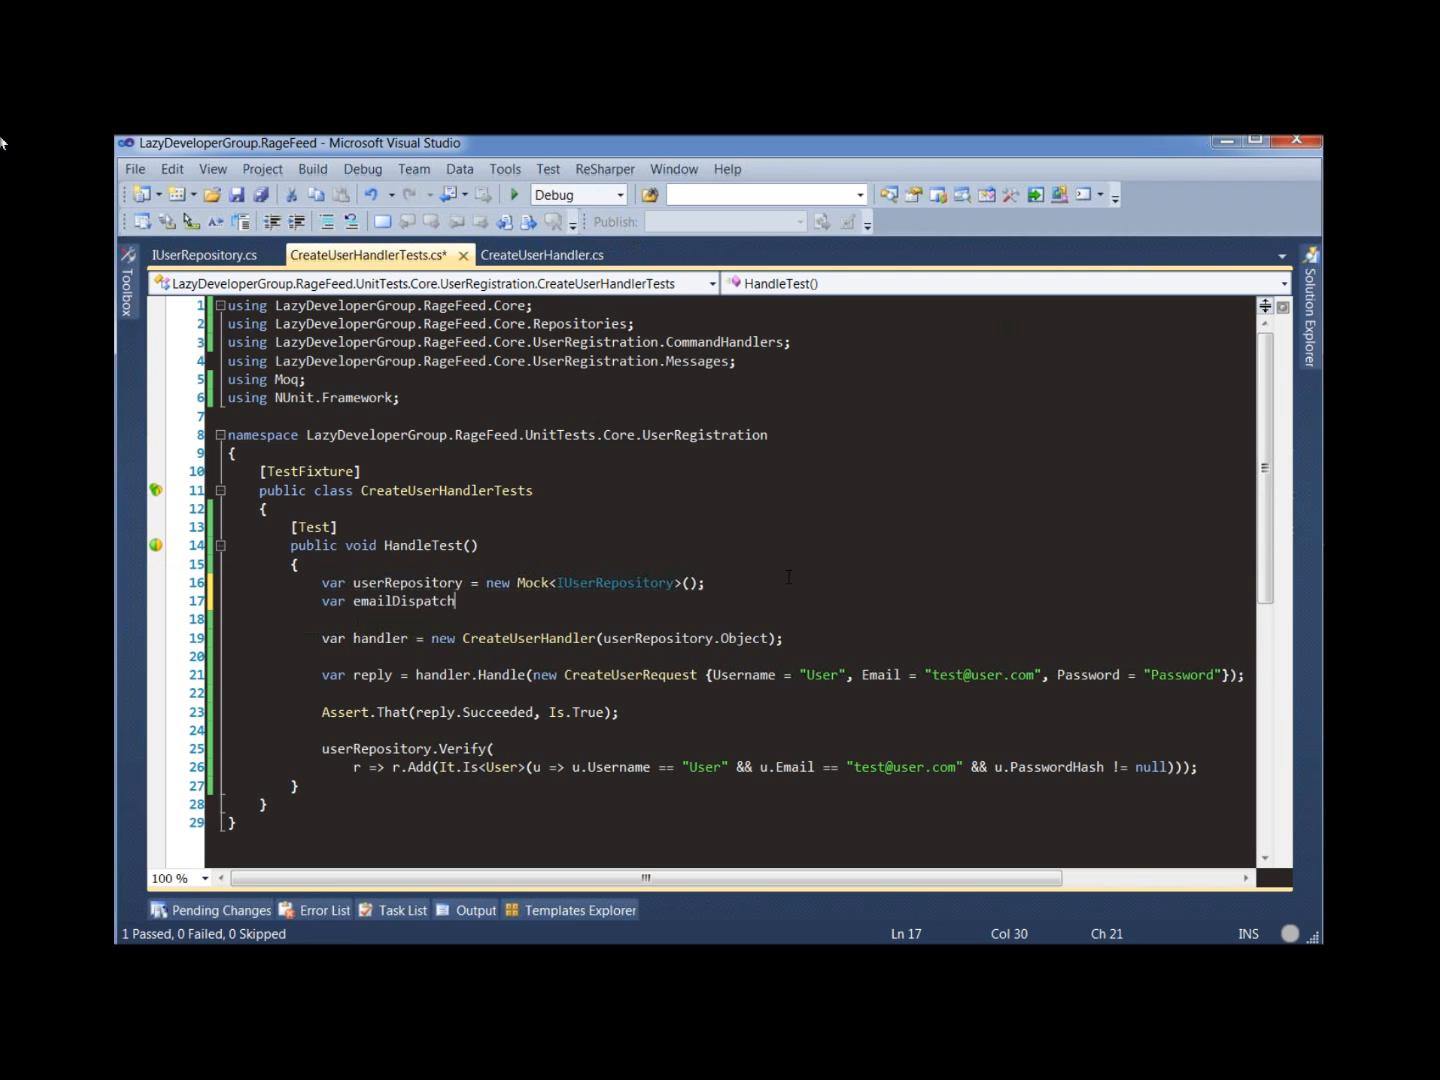 LazyDeveloperGroup.RageFeed - Microsoft Visual Studio
File Edit View Project Build Debug Team Data Tools Test ReSharper Window Help
Debug
Publish:
IUserRepository.cs CreateUserHandlerTests.cs* CreateUserHandler.cs
Toolbox
Solution Explorer
LazyDeveloperGroup.RageFeed.UnitTests.Core.UserRegistration.CreateUserHandlerTests HandleTest()
1 using LazyDeveloperGroup.RageFeed.Core;
2 using LazyDeveloperGroup.RageFeed.Core.Repositories;
3 using LazyDeveloperGroup.RageFeed.Core.UserRegistration.CommandHandlers;
4 using LazyDeveloperGroup.RageFeed.Core.UserRegistration.Messages;
5 using Moq;
6 using NUnit.Framework;
7
8 namespace LazyDeveloperGroup.RageFeed.UnitTests.Core.UserRegistration
9 {
10 [TestFixture]
11 public class CreateUserHandlerTests
12 {
13 [Test]
14 public void HandleTest()
15 {
16 var userRepository = new Mock<IUserRepository>();
17 var emailDispatch
18
19 var handler = new CreateUserHandler(userRepository.Object);
20
21 var reply = handler.Handle(new CreateUserRequest {Username = "User", Email = "test@user.com", Password = "Password"});
22
23 Assert.That(reply.Succeeded, Is.True);
24
25 userRepository.Verify(
26 r => r.Add(It.Is<User>(u => u.Username == "User" && u.Email == "test@user.com" && u.PasswordHash != null)));
27 }
28 }
29 }
100 %
Pending Changes Error List Task List Output Templates Explorer
1 Passed, 0 Failed, 0 Skipped Ln 17 Col 30 Ch 21 INS